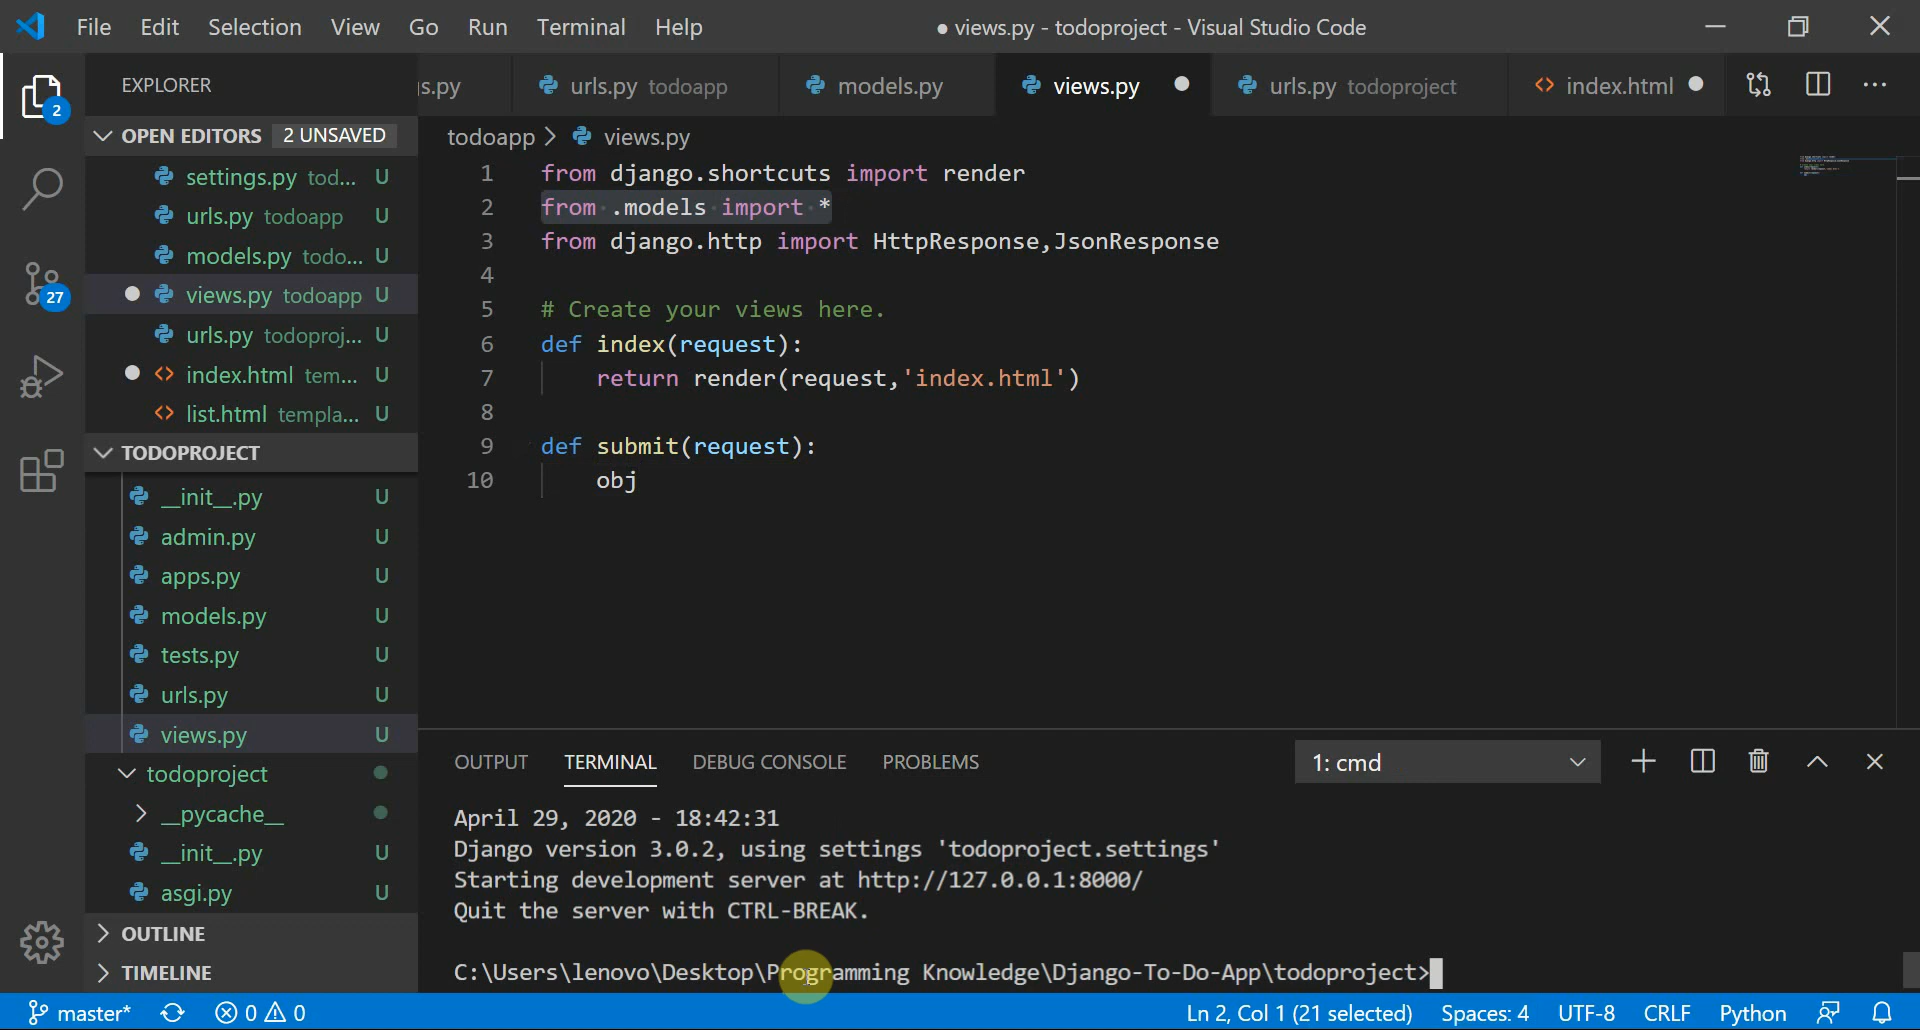 File Edit Selection View Go Run Terminal Help
● views.py - todoproject - Visual Studio Code
EXPLORER
2
OPEN EDITORS 2 UNSAVED
settings.py tod... U
urls.py todoapp U
models.py todo... U
views.py todoapp U
urls.py todoproj... U
index.html tem... U
list.html templa... U
27
TODOPROJECT
__init__.py U
admin.py U
apps.py U
models.py U
tests.py U
urls.py U
views.py U
todoproject
__pycache__
__init__.py U
asgi.py U
OUTLINE
TIMELINE
s.py urls.py todoapp models.py views.py urls.py todoproject index.html
todoapp > views.py
1 from django.shortcuts import render
2 from .models import *
3 from django.http import HttpResponse,JsonResponse
4
5 # Create your views here.
6 def index(request):
7 return render(request,'index.html')
8
9 def submit(request):
10 obj
OUTPUT TERMINAL DEBUG CONSOLE PROBLEMS 1: cmd
April 29, 2020 - 18:42:31
Django version 3.0.2, using settings 'todoproject.settings'
Starting development server at http://127.0.0.1:8000/
Quit the server with CTRL-BREAK.
C:\Users\lenovo\Desktop\Programming Knowledge\Django-To-Do-App\todoproject>
master* 0 0 Ln 2, Col 1 (21 selected) Spaces: 4 UTF-8 CRLF Python